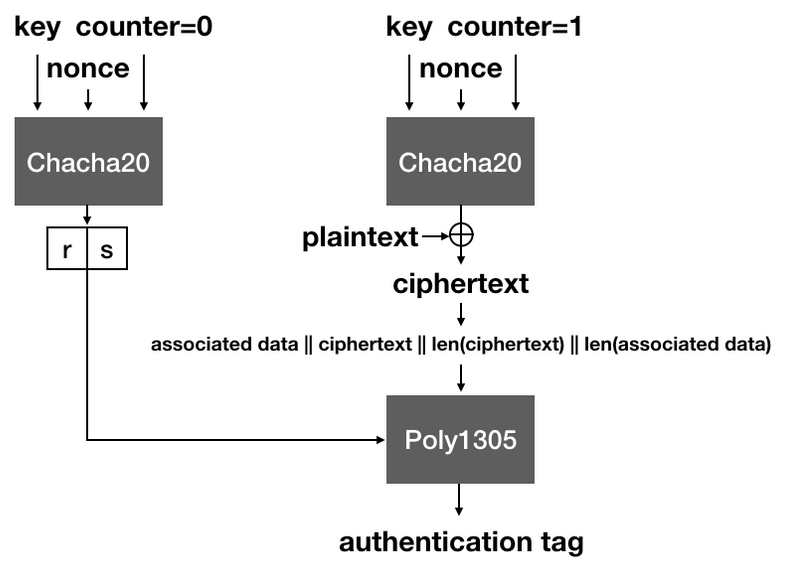 key counter=0
nonce
Chacha20
r s
key counter=1
nonce
Chacha20
plaintext
ciphertext
associated data || ciphertext || len(ciphertext) || len(associated data)
Poly1305
authentication tag